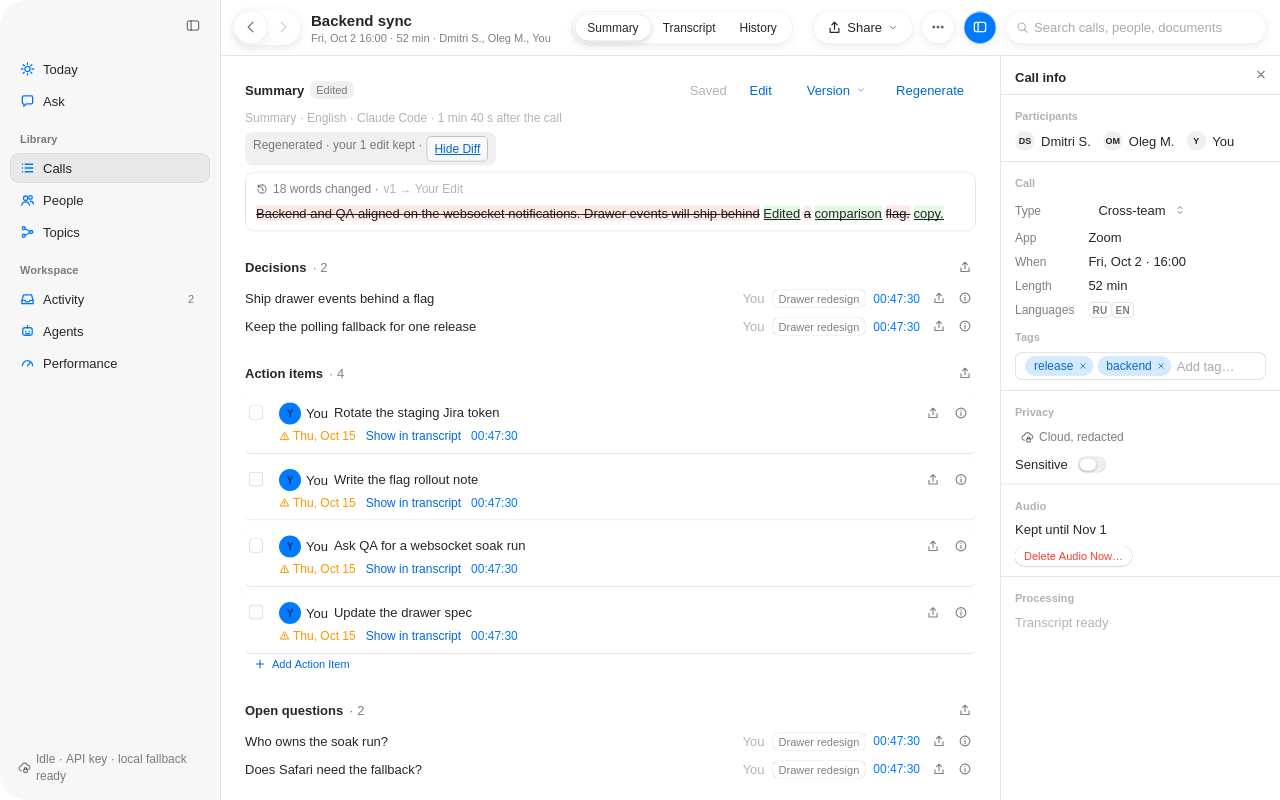 Today
Ask
Library
Calls
People
Topics
Workspace
Activity 2
Agents
Performance
Idle · API key · local fallback
ready
Backend sync
Fri, Oct 2 16:00 · 52 min · Dmitri S., Oleg M., You
Summary Transcript History
Share
Search calls, people, documents
Summary Edited Saved Edit Version Regenerate
Summary · English · Claude Code · 1 min 40 s after the call
Regenerated · your 1 edit kept · Hide Diff
18 words changed · v1 → Your Edit
Backend and QA aligned on the websocket notifications. Drawer events will ship behind Edited a comparison flag. copy.
Decisions · 2
Ship drawer events behind a flag You Drawer redesign 00:47:30
Keep the polling fallback for one release You Drawer redesign 00:47:30
Action items · 4
Y You Rotate the staging Jira token
Thu, Oct 15 Show in transcript 00:47:30
Y You Write the flag rollout note
Thu, Oct 15 Show in transcript 00:47:30
Y You Ask QA for a websocket soak run
Thu, Oct 15 Show in transcript 00:47:30
Y You Update the drawer spec
Thu, Oct 15 Show in transcript 00:47:30
Add Action Item
Open questions · 2
Who owns the soak run? You Drawer redesign 00:47:30
Does Safari need the fallback? You Drawer redesign 00:47:30
Call info
Participants
DS Dmitri S. OM Oleg M. Y You
Call
Type Cross-team
App Zoom
When Fri, Oct 2 · 16:00
Length 52 min
Languages RU EN
Tags
release × backend × Add tag…
Privacy
Cloud, redacted
Sensitive
Audio
Kept until Nov 1
Delete Audio Now…
Processing
Transcript ready